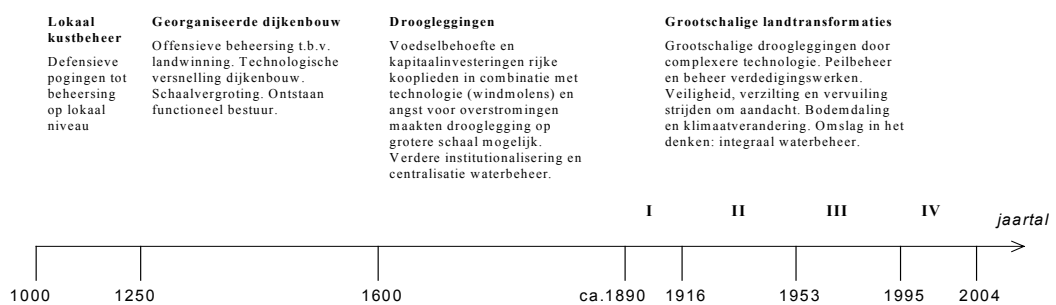 Lokaal
kustbeheer
Defensieve
pogingen tot
beheersing
op lokaal
niveau
Georganiseerde dijkenbouw
Offensieve beheersing t.b.v.
landwinning. Technologische
versnelling dijkenbouw.
Schaalvergroting. Ontstaan
functioneel bestuur.
Droogleggingen
Voedselbehoefte en
kapitaalinvesteringen rijke
kooplieden in combinatie met
technologie (windmolens) en
angst voor overstromingen
maakten drooglegging op
grotere schaal mogelijk.
Verdere institutionalisering en
centralisatie waterbeheer.
Grootschalige landtransformaties
Grootschalige droogleggingen door
complexere technologie. Peilbeheer
en beheer verdedigingswerken.
Veiligheid, verzilting en vervuiling
strijden om aandacht. Bodemdaling
en klimaatverandering. Omslag in het
denken: integraal waterbeheer.
I II III IV
jaartal
1000 1250 1600 ca.1890 1916 1953 1995 2004